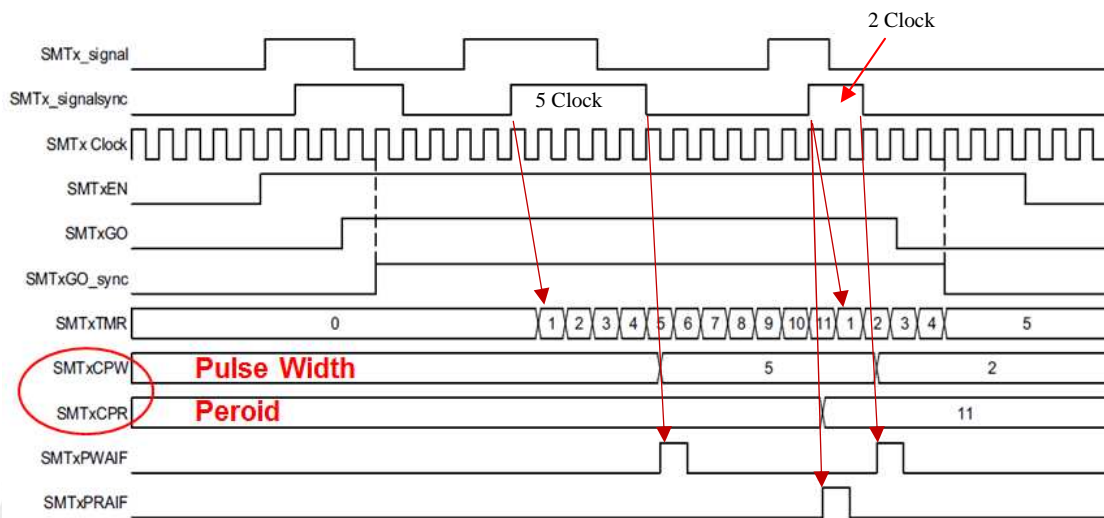 2 Clock
SMTx_signal
SMTx_signalsync
5 Clock
SMTx Clock
SMTxEN
SMTxGO
SMTxGO_sync
SMTxTMR 0 1 2 3 4 5 6 7 8 9 10 11 1 2 3 4 5
SMTxCPW Pulse Width 5 2
SMTxCPR Peroid 11
SMTxPWAIF
SMTxPRAIF